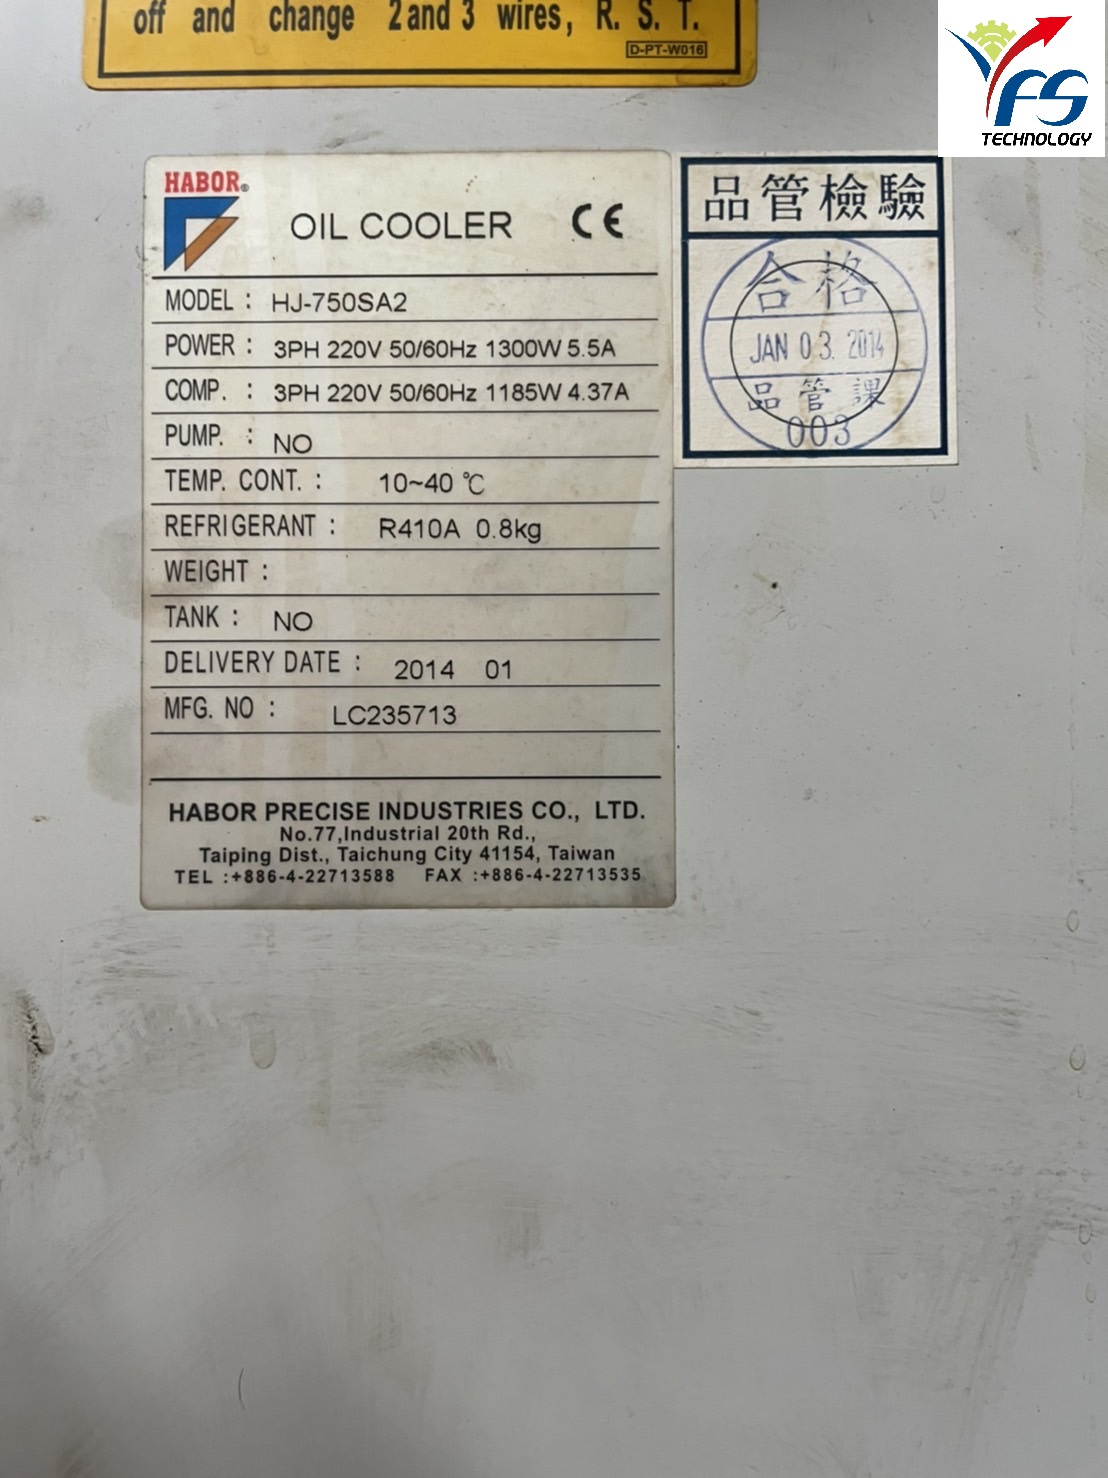 off and change 2 and 3 wires, R. S. T.
D-PT-W016
YFS
TECHNOLOGY
HABOR®
OIL COOLER CE
MODEL : HJ-750SA2
POWER : 3PH 220V 50/60Hz 1300W 5.5A
COMP. : 3PH 220V 50/60Hz 1185W 4.37A
PUMP. : NO
TEMP. CONT. : 10~40 ℃
REFRIGERANT : R410A 0.8kg
WEIGHT :
TANK : NO
DELIVERY DATE : 2014 01
MFG. NO : LC235713
HABOR PRECISE INDUSTRIES CO., LTD.
No.77,Industrial 20th Rd.,
Taiping Dist., Taichung City 41154, Taiwan
TEL :+886-4-22713588 FAX :+886-4-22713535
品管檢驗
合格
JAN 03. 2014
品管課
003